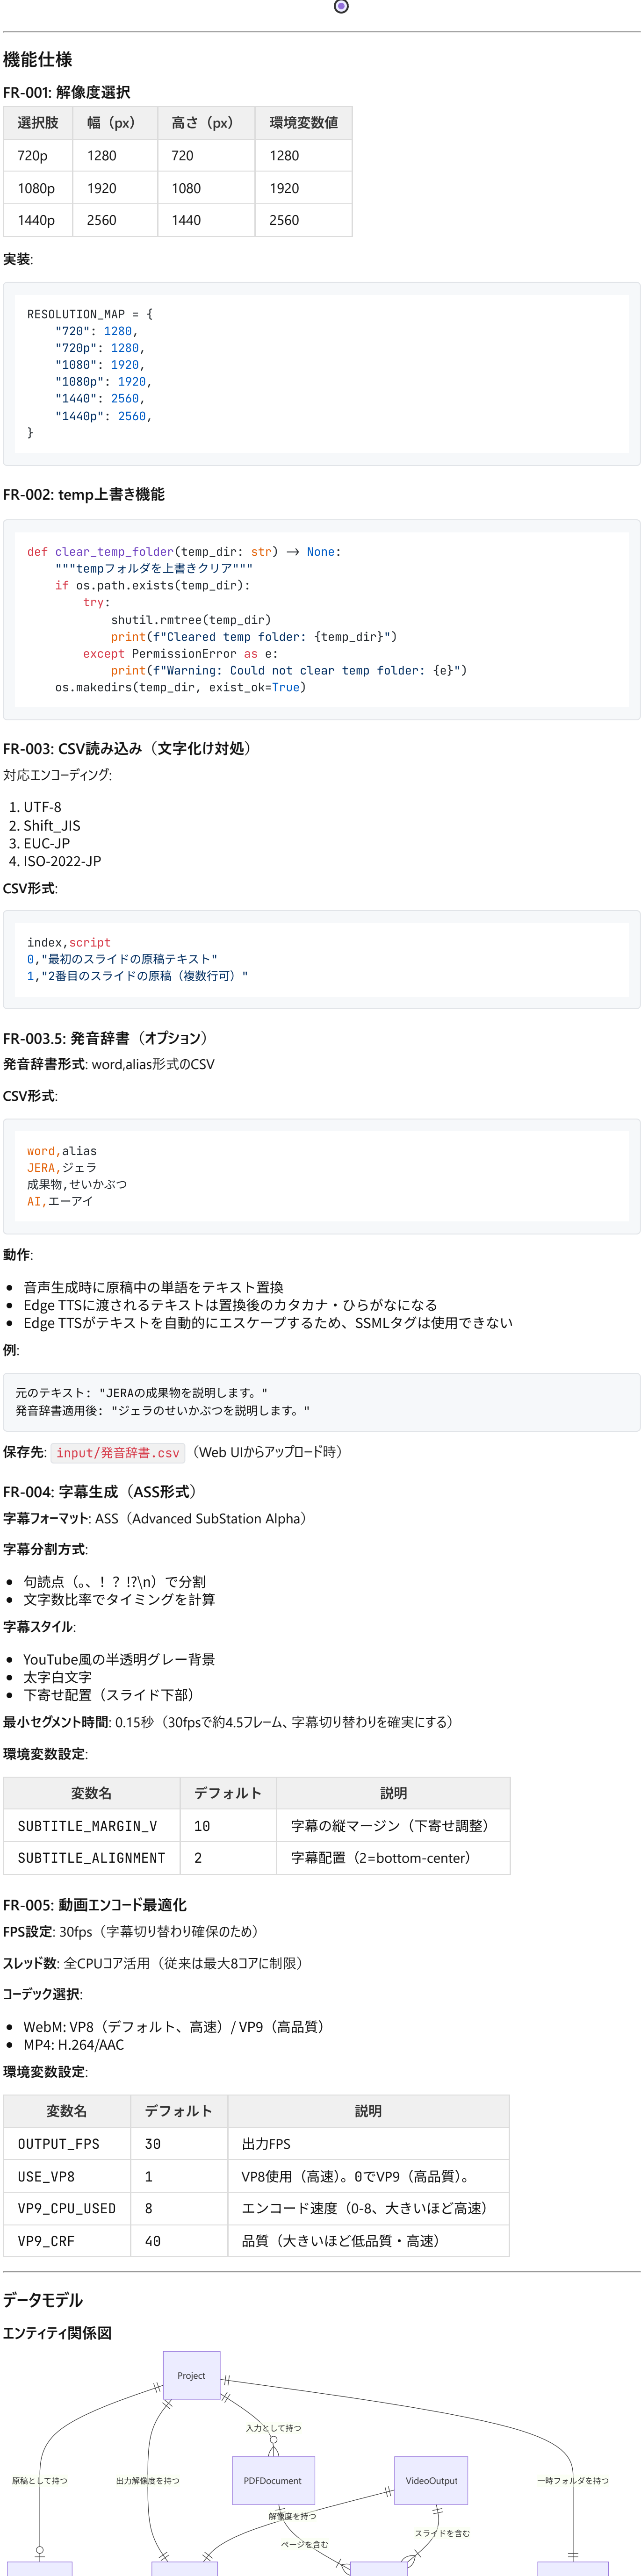 機能仕様
FR-001: 解像度選択
選択肢 幅（px） 高さ（px） 環境変数値
720p 1280 720 1280
1080p 1920 1080 1920
1440p 2560 1440 2560
実装:
RESOLUTION_MAP = {
    "720": 1280,
    "720p": 1280,
    "1080": 1920,
    "1080p": 1920,
    "1440": 2560,
    "1440p": 2560,
}
FR-002: temp上書き機能
def clear_temp_folder(temp_dir: str) -> None:
    """tempフォルダを上書きクリア"""
    if os.path.exists(temp_dir):
        try:
            shutil.rmtree(temp_dir)
            print(f"Cleared temp folder: {temp_dir}")
        except PermissionError as e:
            print(f"Warning: Could not clear temp folder: {e}")
    os.makedirs(temp_dir, exist_ok=True)
FR-003: CSV読み込み（文字化け対処）
対応エンコーディング:
1. UTF-8
2. Shift_JIS
3. EUC-JP
4. ISO-2022-JP
CSV形式:
index,script
0,"最初のスライドの原稿テキスト"
1,"2番目のスライドの原稿（複数行可）"
FR-003.5: 発音辞書（オプション）
発音辞書形式: word,alias形式のCSV
CSV形式:
word,alias
JERA,ジェラ
成果物,せいかぶつ
AI,エーアイ
動作:
• 音声生成時に原稿中の単語をテキスト置換
• Edge TTSに渡されるテキストは置換後のカタカナ・ひらがなになる
• Edge TTSがテキストを自動的にエスケープするため、SSMLタグは使用できない
例:
元のテキスト: "JERAの成果物を説明します。"
発音辞書適用後: "ジェラのせいかぶつを説明します。"
保存先: input/発音辞書.csv（Web UIからアップロード時）
FR-004: 字幕生成（ASS形式）
字幕フォーマット: ASS（Advanced SubStation Alpha）
字幕分割方式:
• 句読点（。、！？!?\n）で分割
• 文字数比率でタイミングを計算
字幕スタイル:
• YouTube風の半透明グレー背景
• 太字白文字
• 下寄せ配置（スライド下部）
最小セグメント時間: 0.15秒（30fpsで約4.5フレーム、字幕切り替わりを確実にする）
環境変数設定:
変数名 デフォルト 説明
SUBTITLE_MARGIN_V 10 字幕の縦マージン（下寄せ調整）
SUBTITLE_ALIGNMENT 2 字幕配置（2=bottom-center）
FR-005: 動画エンコード最適化
FPS設定: 30fps（字幕切り替わり確保のため）
スレッド数: 全CPUコア活用（従来は最大8コアに制限）
コーデック選択:
• WebM: VP8（デフォルト、高速）/ VP9（高品質）
• MP4: H.264/AAC
環境変数設定:
変数名 デフォルト 説明
OUTPUT_FPS 30 出力FPS
USE_VP8 1 VP8使用（高速）。0でVP9（高品質）。
VP9_CPU_USED 8 エンコード速度（0-8、大きいほど高速）
VP9_CRF 40 品質（大きいほど低品質・高速）
データモデル
エンティティ関係図
Project
入力として持つ
原稿として持つ 出力解像度を持つ PDFDocument VideoOutput 一時フォルダを持つ
解像度を持つ
スライドを含む
ページを含む